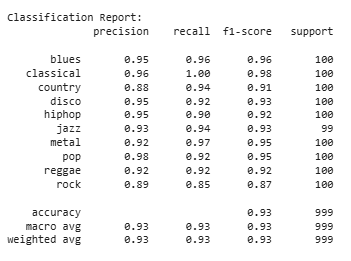 Classification Report:
precision recall f1-score support
blues 0.95 0.96 0.96 100
classical 0.96 1.00 0.98 100
country 0.88 0.94 0.91 100
disco 0.95 0.92 0.93 100
hiphop 0.95 0.90 0.92 100
jazz 0.93 0.94 0.93 99
metal 0.92 0.97 0.95 100
pop 0.98 0.92 0.95 100
reggae 0.92 0.92 0.92 100
rock 0.89 0.85 0.87 100
accuracy 0.93 999
macro avg 0.93 0.93 0.93 999
weighted avg 0.93 0.93 0.93 999